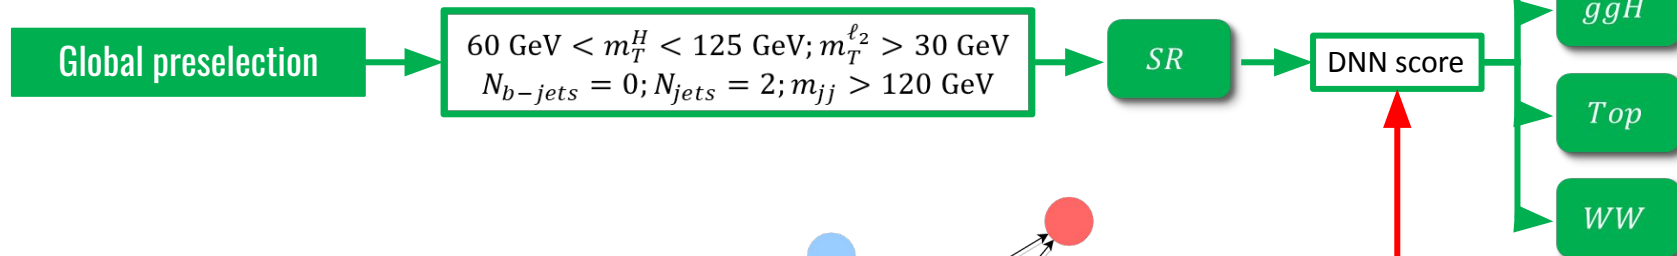 Global preselection
60 GeV < m_T^H < 125 GeV; m_T^{ℓ_2} > 30 GeV
N_{b-jets} = 0; N_{jets} = 2; m_{jj} > 120 GeV
SR
DNN score
ggH
Top
WW